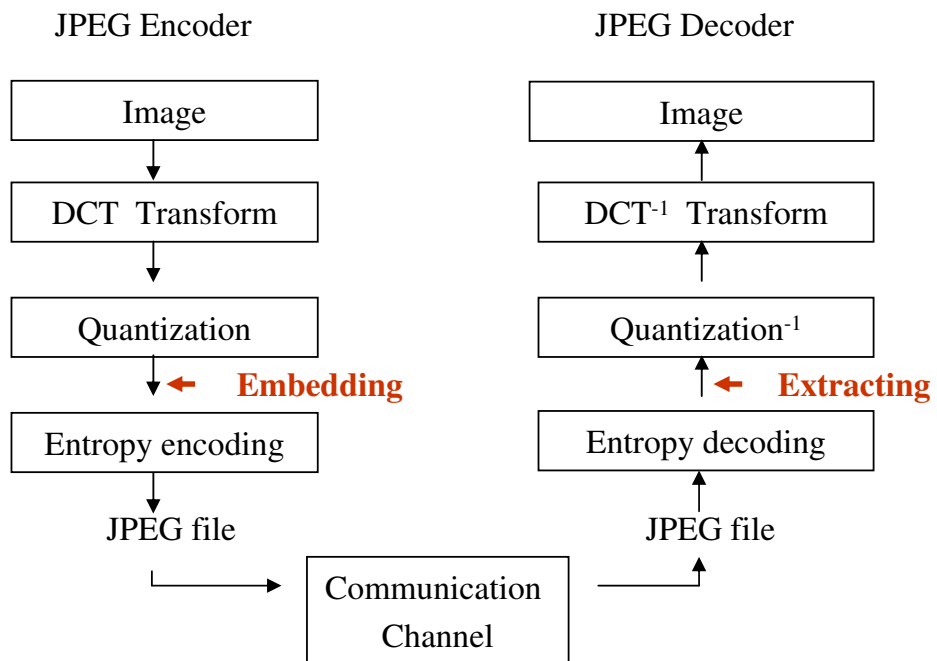 JPEG Encoder
Image
DCT Transform
Quantization
Embedding
Entropy encoding
JPEG file
Communication
Channel
JPEG Decoder
Image
DCT⁻¹ Transform
Quantization⁻¹
Extracting
Entropy decoding
JPEG file